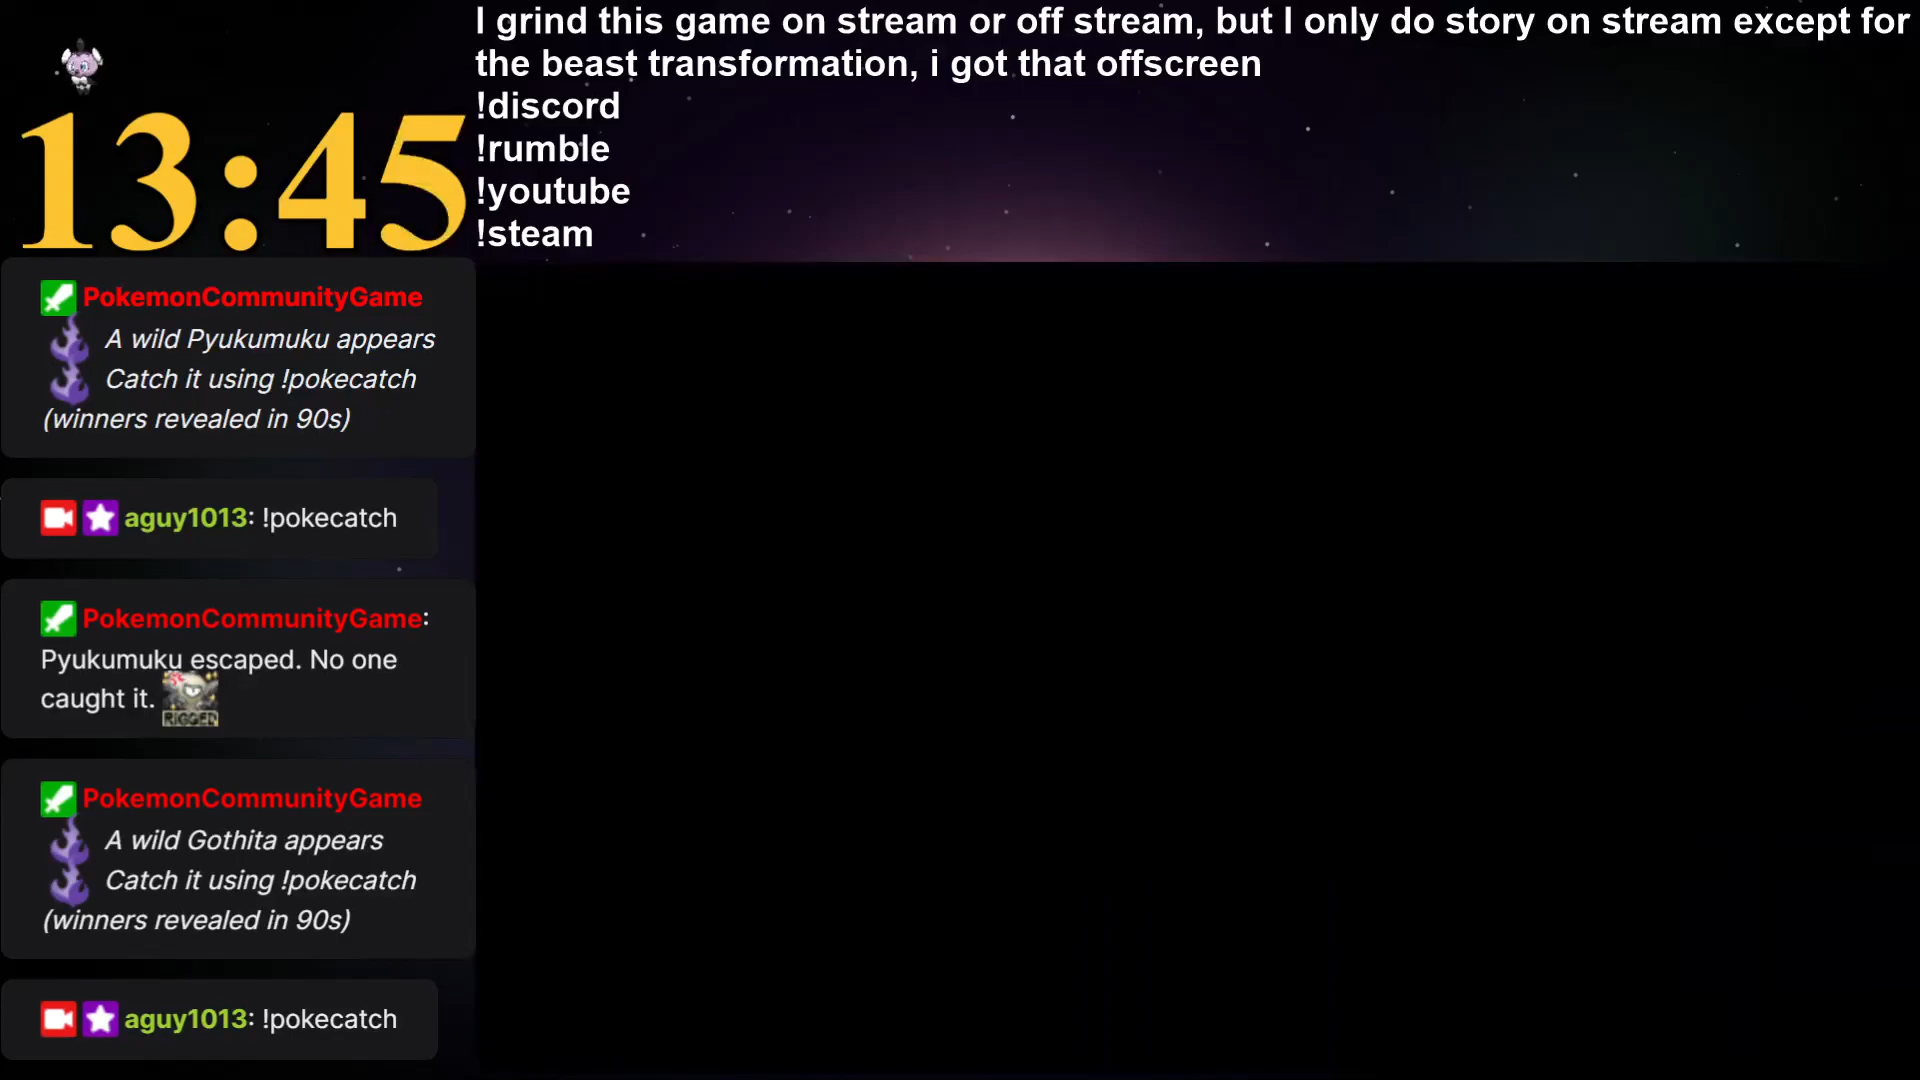 I grind this game on stream or off stream, but I only do story on stream except for
the beast transformation, i got that offscreen
!discord
!rumble
!youtube
!steam
13:45
PokemonCommunityGame
A wild Pyukumuku appears
Catch it using !pokecatch
(winners revealed in 90s)
aguy1013: !pokecatch
PokemonCommunityGame:
Pyukumuku escaped. No one
caught it.
RIGGED
PokemonCommunityGame
A wild Gothita appears
Catch it using !pokecatch
(winners revealed in 90s)
aguy1013: !pokecatch